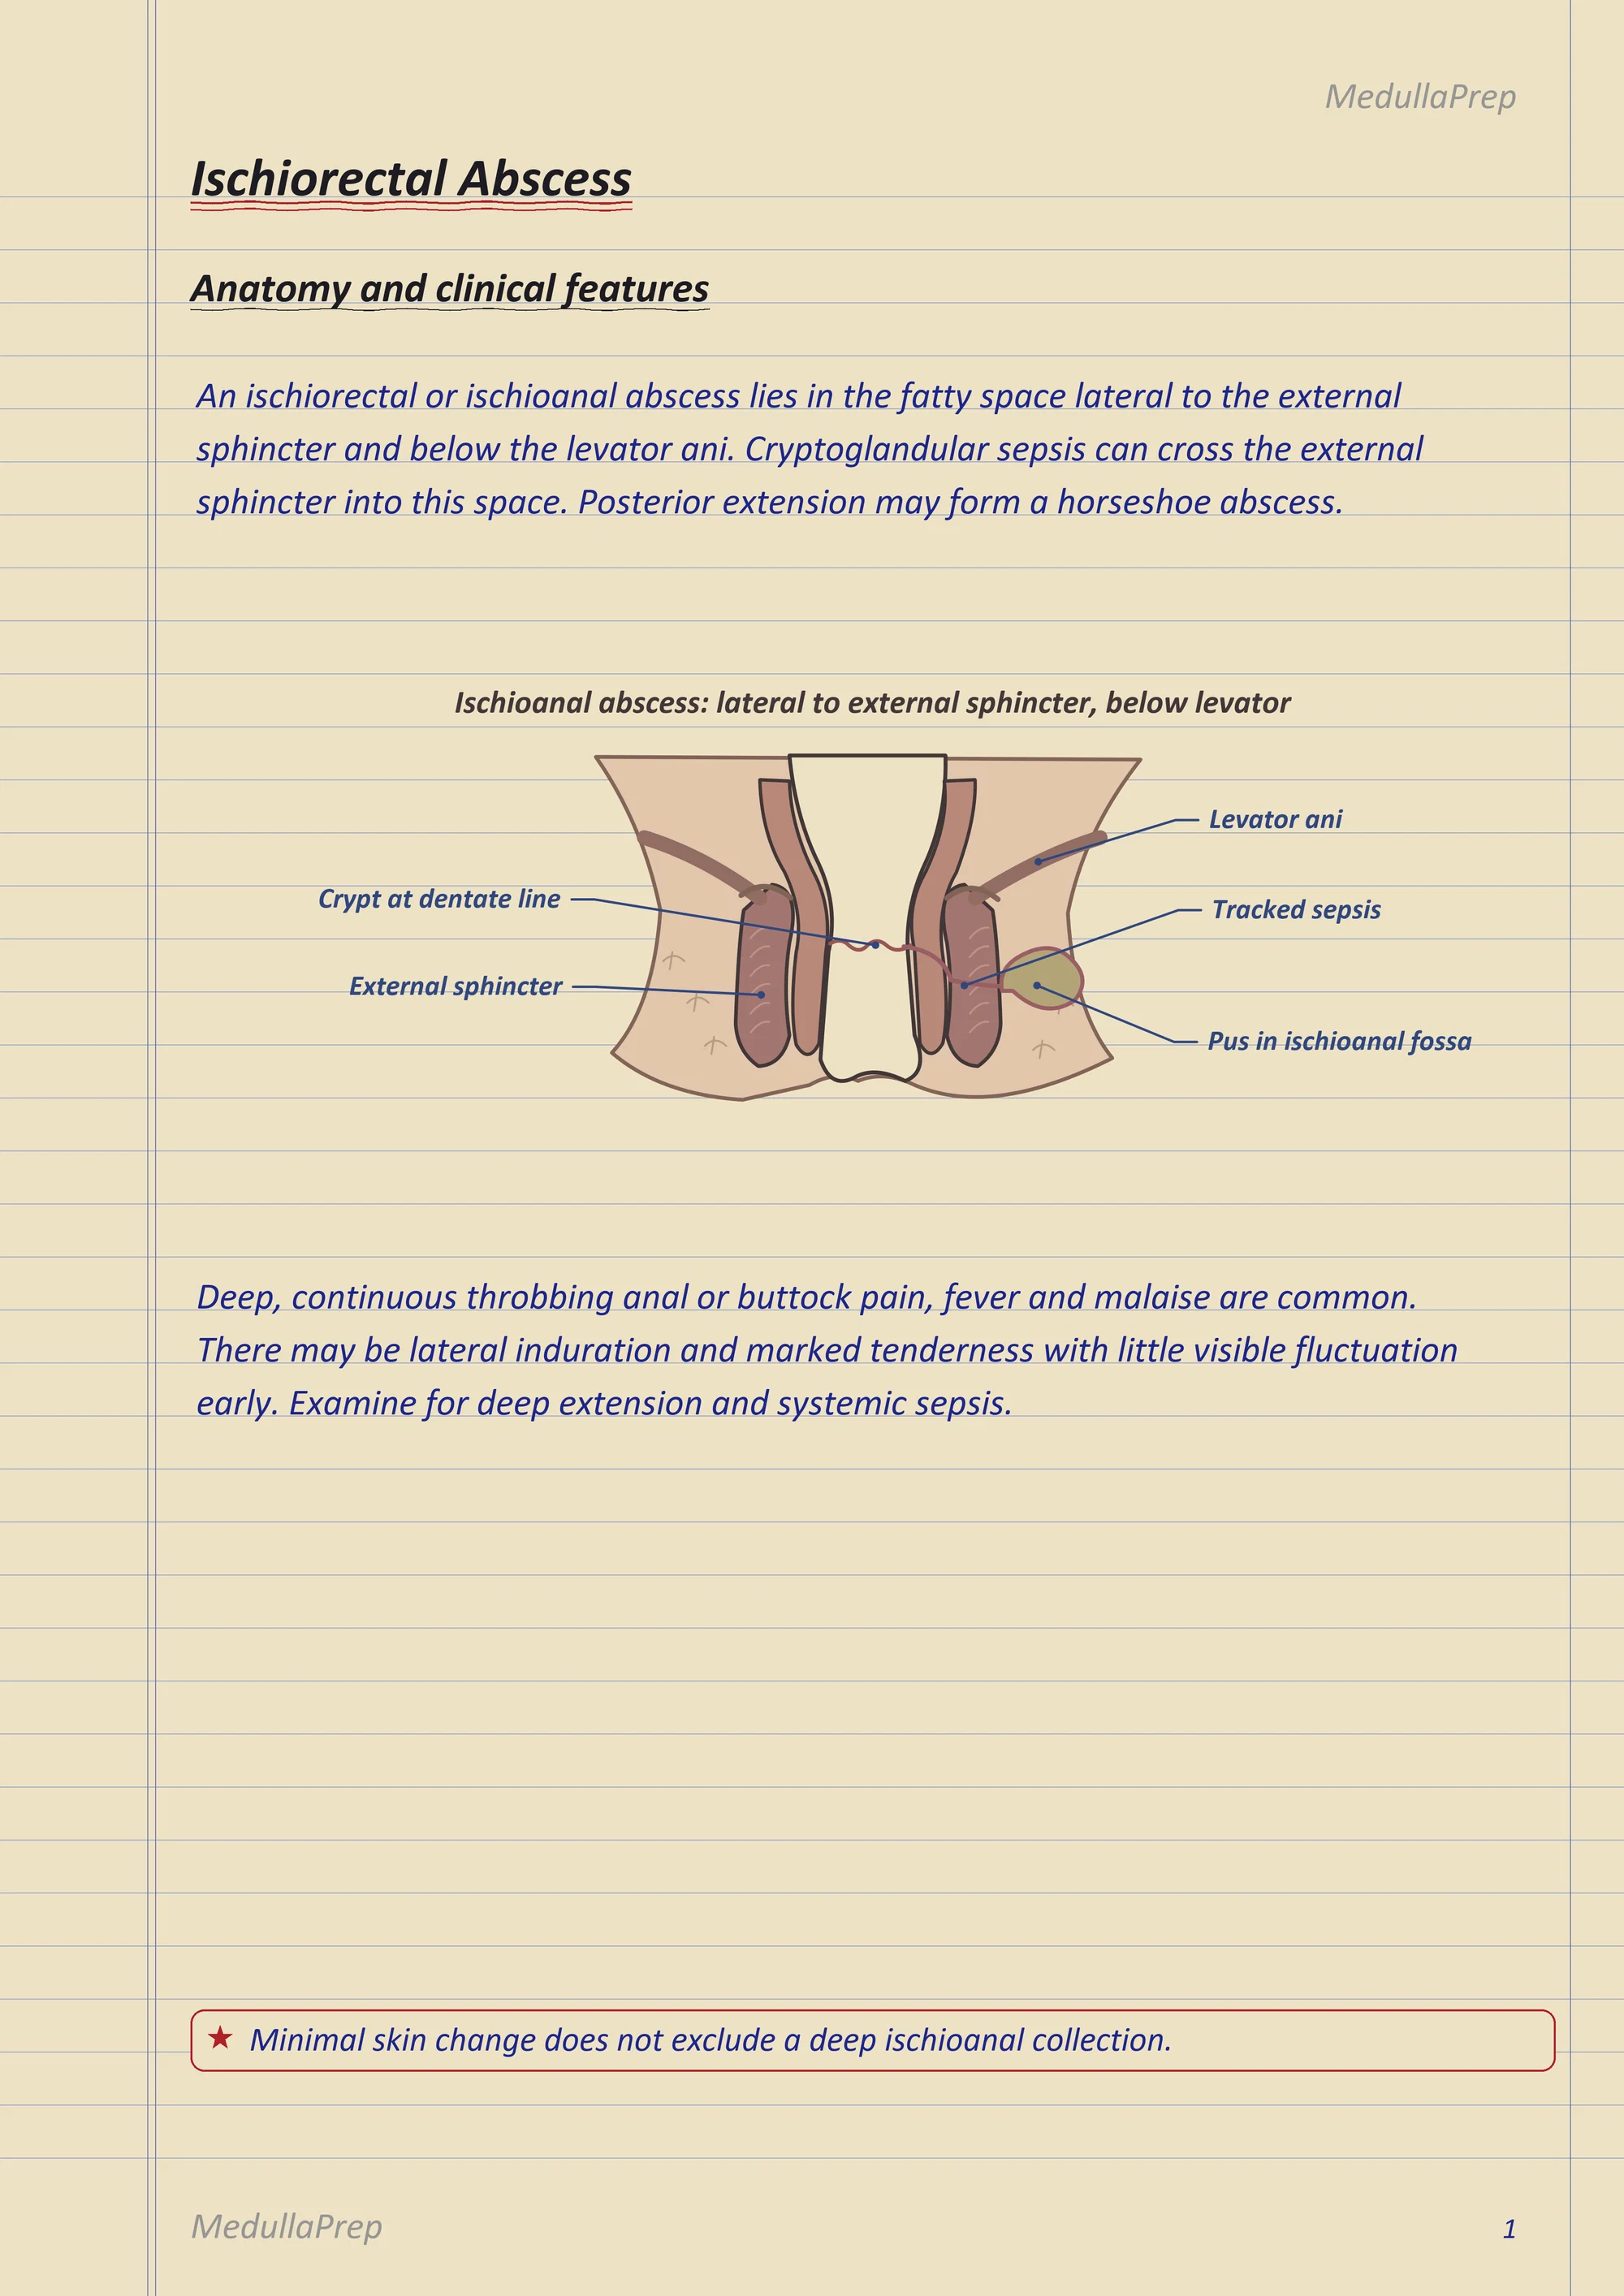 MedullaPrep
Ischiorectal Abscess
Anatomy and clinical features
An ischiorectal or ischioanal abscess lies in the fatty space lateral to the external
sphincter and below the levator ani. Cryptoglandular sepsis can cross the external
sphincter into this space. Posterior extension may form a horseshoe abscess.
Ischioanal abscess: lateral to external sphincter, below levator
Levator ani
Crypt at dentate line
Tracked sepsis
External sphincter
Pus in ischioanal fossa
Deep, continuous throbbing anal or buttock pain, fever and malaise are common.
There may be lateral induration and marked tenderness with little visible fluctuation
early. Examine for deep extension and systemic sepsis.
★ Minimal skin change does not exclude a deep ischioanal collection.
MedullaPrep
1